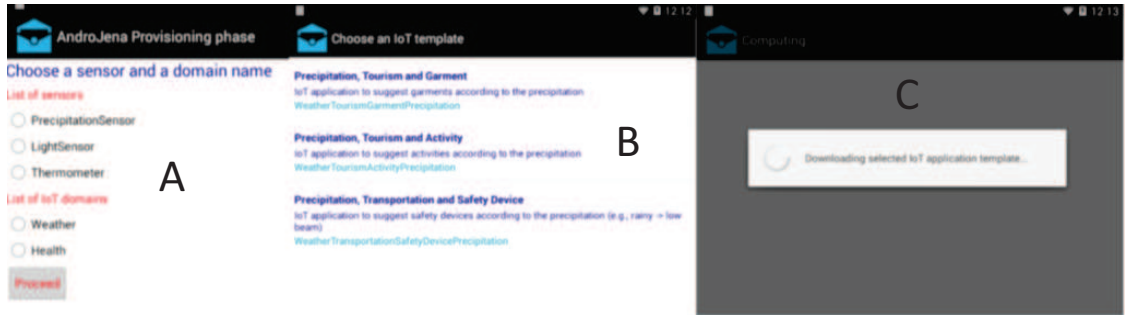 AndroJena Provisioning phase
Choose a sensor and a domain name
List of sensors
PrecipitationSensor
LightSensor
Thermometer
List of IoT domains
Weather
Health
Proceed
A
12:12
Choose an IoT template
Precipitation, Tourism and Garment
IoT application to suggest garments according to the precipitation
WeatherTourismGarmentPrecipitation
Precipitation, Tourism and Activity
IoT application to suggest activities according to the precipitation
WeatherTourismActivityPrecipitation
Precipitation, Transportation and Safety Device
IoT application to suggest safety devices according to the precipitation (e.g., rainy -> low
beam)
WeatherTransportationSafetyDevicePrecipitation
B
12:13
Computing
C
Downloading selected IoT application template...